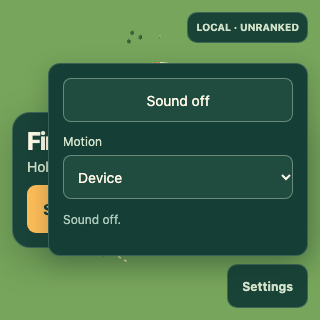 LOCAL · UNRANKED
Sound off
Motion
Device
Sound off.
Settings